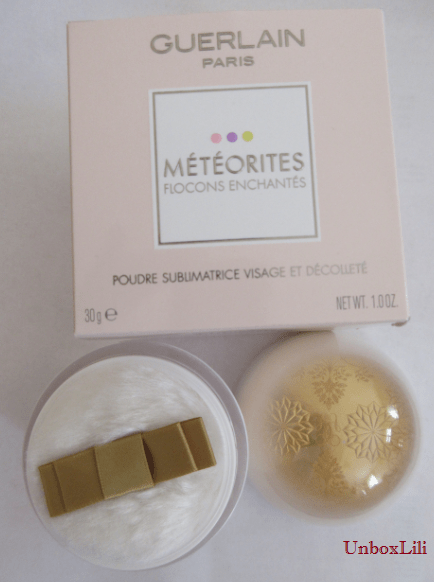 GUERLAIN
PARIS
MÉTÉORITES
FLOCONS ENCHANTÉS
POUDRE SUBLIMATRICE VISAGE ET DÉCOLLETÉ
30g ℮
NET WT. 1.0 OZ.
UnboxLili